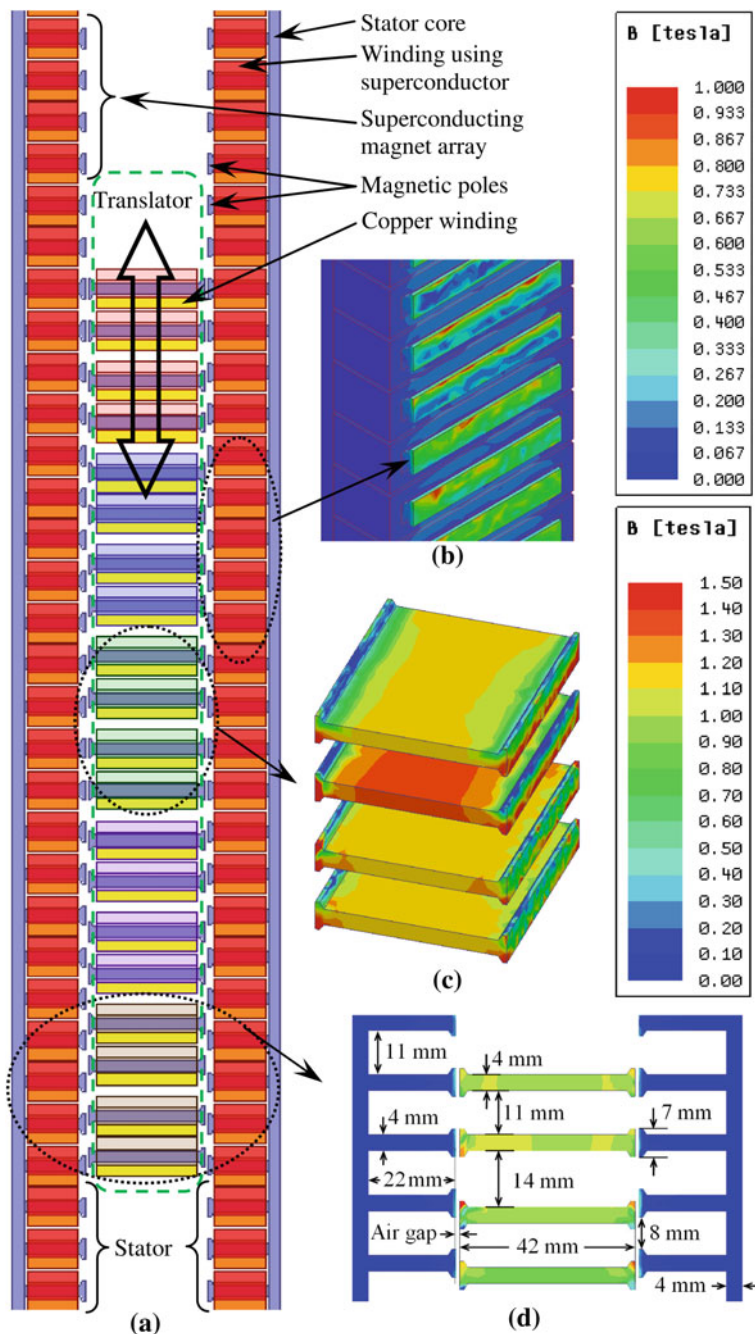 Stator core
Winding using
superconductor
Superconducting
magnet array
Magnetic poles
Translator
Copper winding
B [tesla]
1.000
0.933
0.867
0.800
0.733
0.667
0.600
0.533
0.467
0.400
0.333
0.267
0.200
0.133
0.067
0.000
(b)
B [tesla]
1.50
1.40
1.30
1.20
1.10
1.00
0.90
0.80
0.70
0.60
0.50
0.40
0.30
0.20
0.10
0.00
(c)
11 mm
4 mm
4 mm
11 mm
7 mm
22 mm
14 mm
Air gap
42 mm
8 mm
4 mm
Stator
(a)
(d)